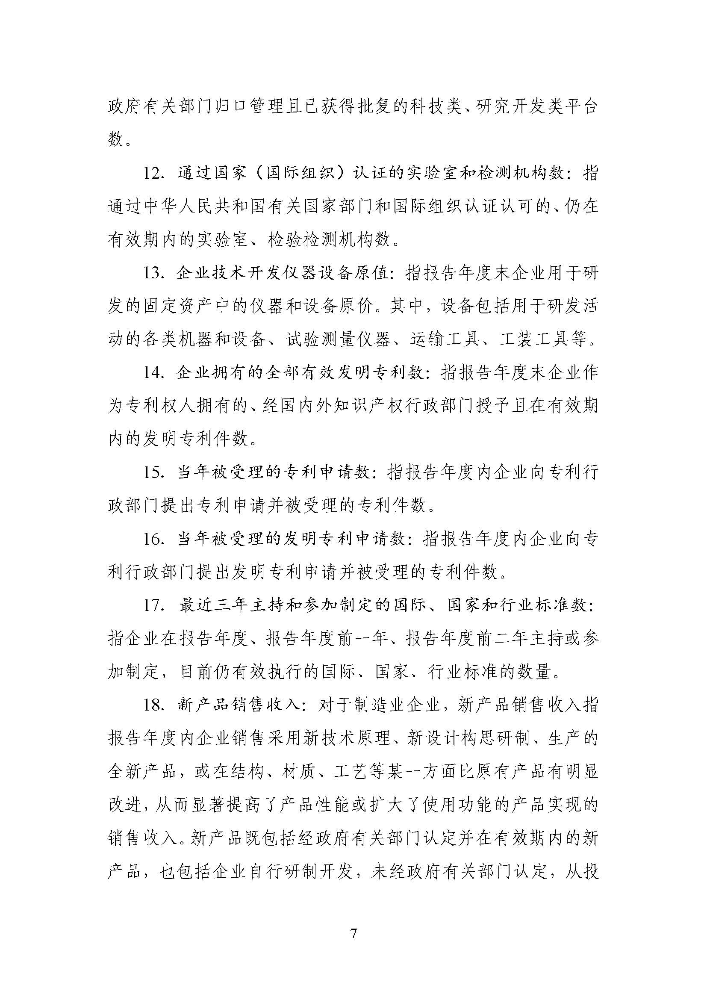 政府有关部门归口管理且已获得批复的科技类、研究开发类平台
数。
12. 通过国家（国际组织）认证的实验室和检测机构数：指
通过中华人民共和国有关国家部门和国际组织认证认可的、仍在
有效期内的实验室、检验检测机构数。
13. 企业技术开发仪器设备原值：指报告年度末企业用于研
发的固定资产中的仪器和设备原价。其中，设备包括用于研发活
动的各类机器和设备、试验测量仪器、运输工具、工装工具等。
14. 企业拥有的全部有效发明专利数：指报告年度末企业作
为专利权人拥有的、经国内外知识产权行政部门授予且在有效期
内的发明专利件数。
15. 当年被受理的专利申请数：指报告年度内企业向专利行
政部门提出专利申请并被受理的专利件数。
16. 当年被受理的发明专利申请数：指报告年度内企业向专
利行政部门提出发明专利申请并被受理的专利件数。
17. 最近三年主持和参加制定的国际、国家和行业标准数：
指企业在报告年度、报告年度前一年、报告年度前二年主持或参
加制定，目前仍有效执行的国际、国家、行业标准的数量。
18. 新产品销售收入：对于制造业企业，新产品销售收入指
报告年度内企业销售采用新技术原理、新设计构思研制、生产的
全新产品，或在结构、材质、工艺等某一方面比原有产品有明显
改进，从而显著提高了产品性能或扩大了使用功能的产品实现的
销售收入。新产品既包括经政府有关部门认定并在有效期内的新
产品，也包括企业自行研制开发，未经政府有关部门认定，从投
7